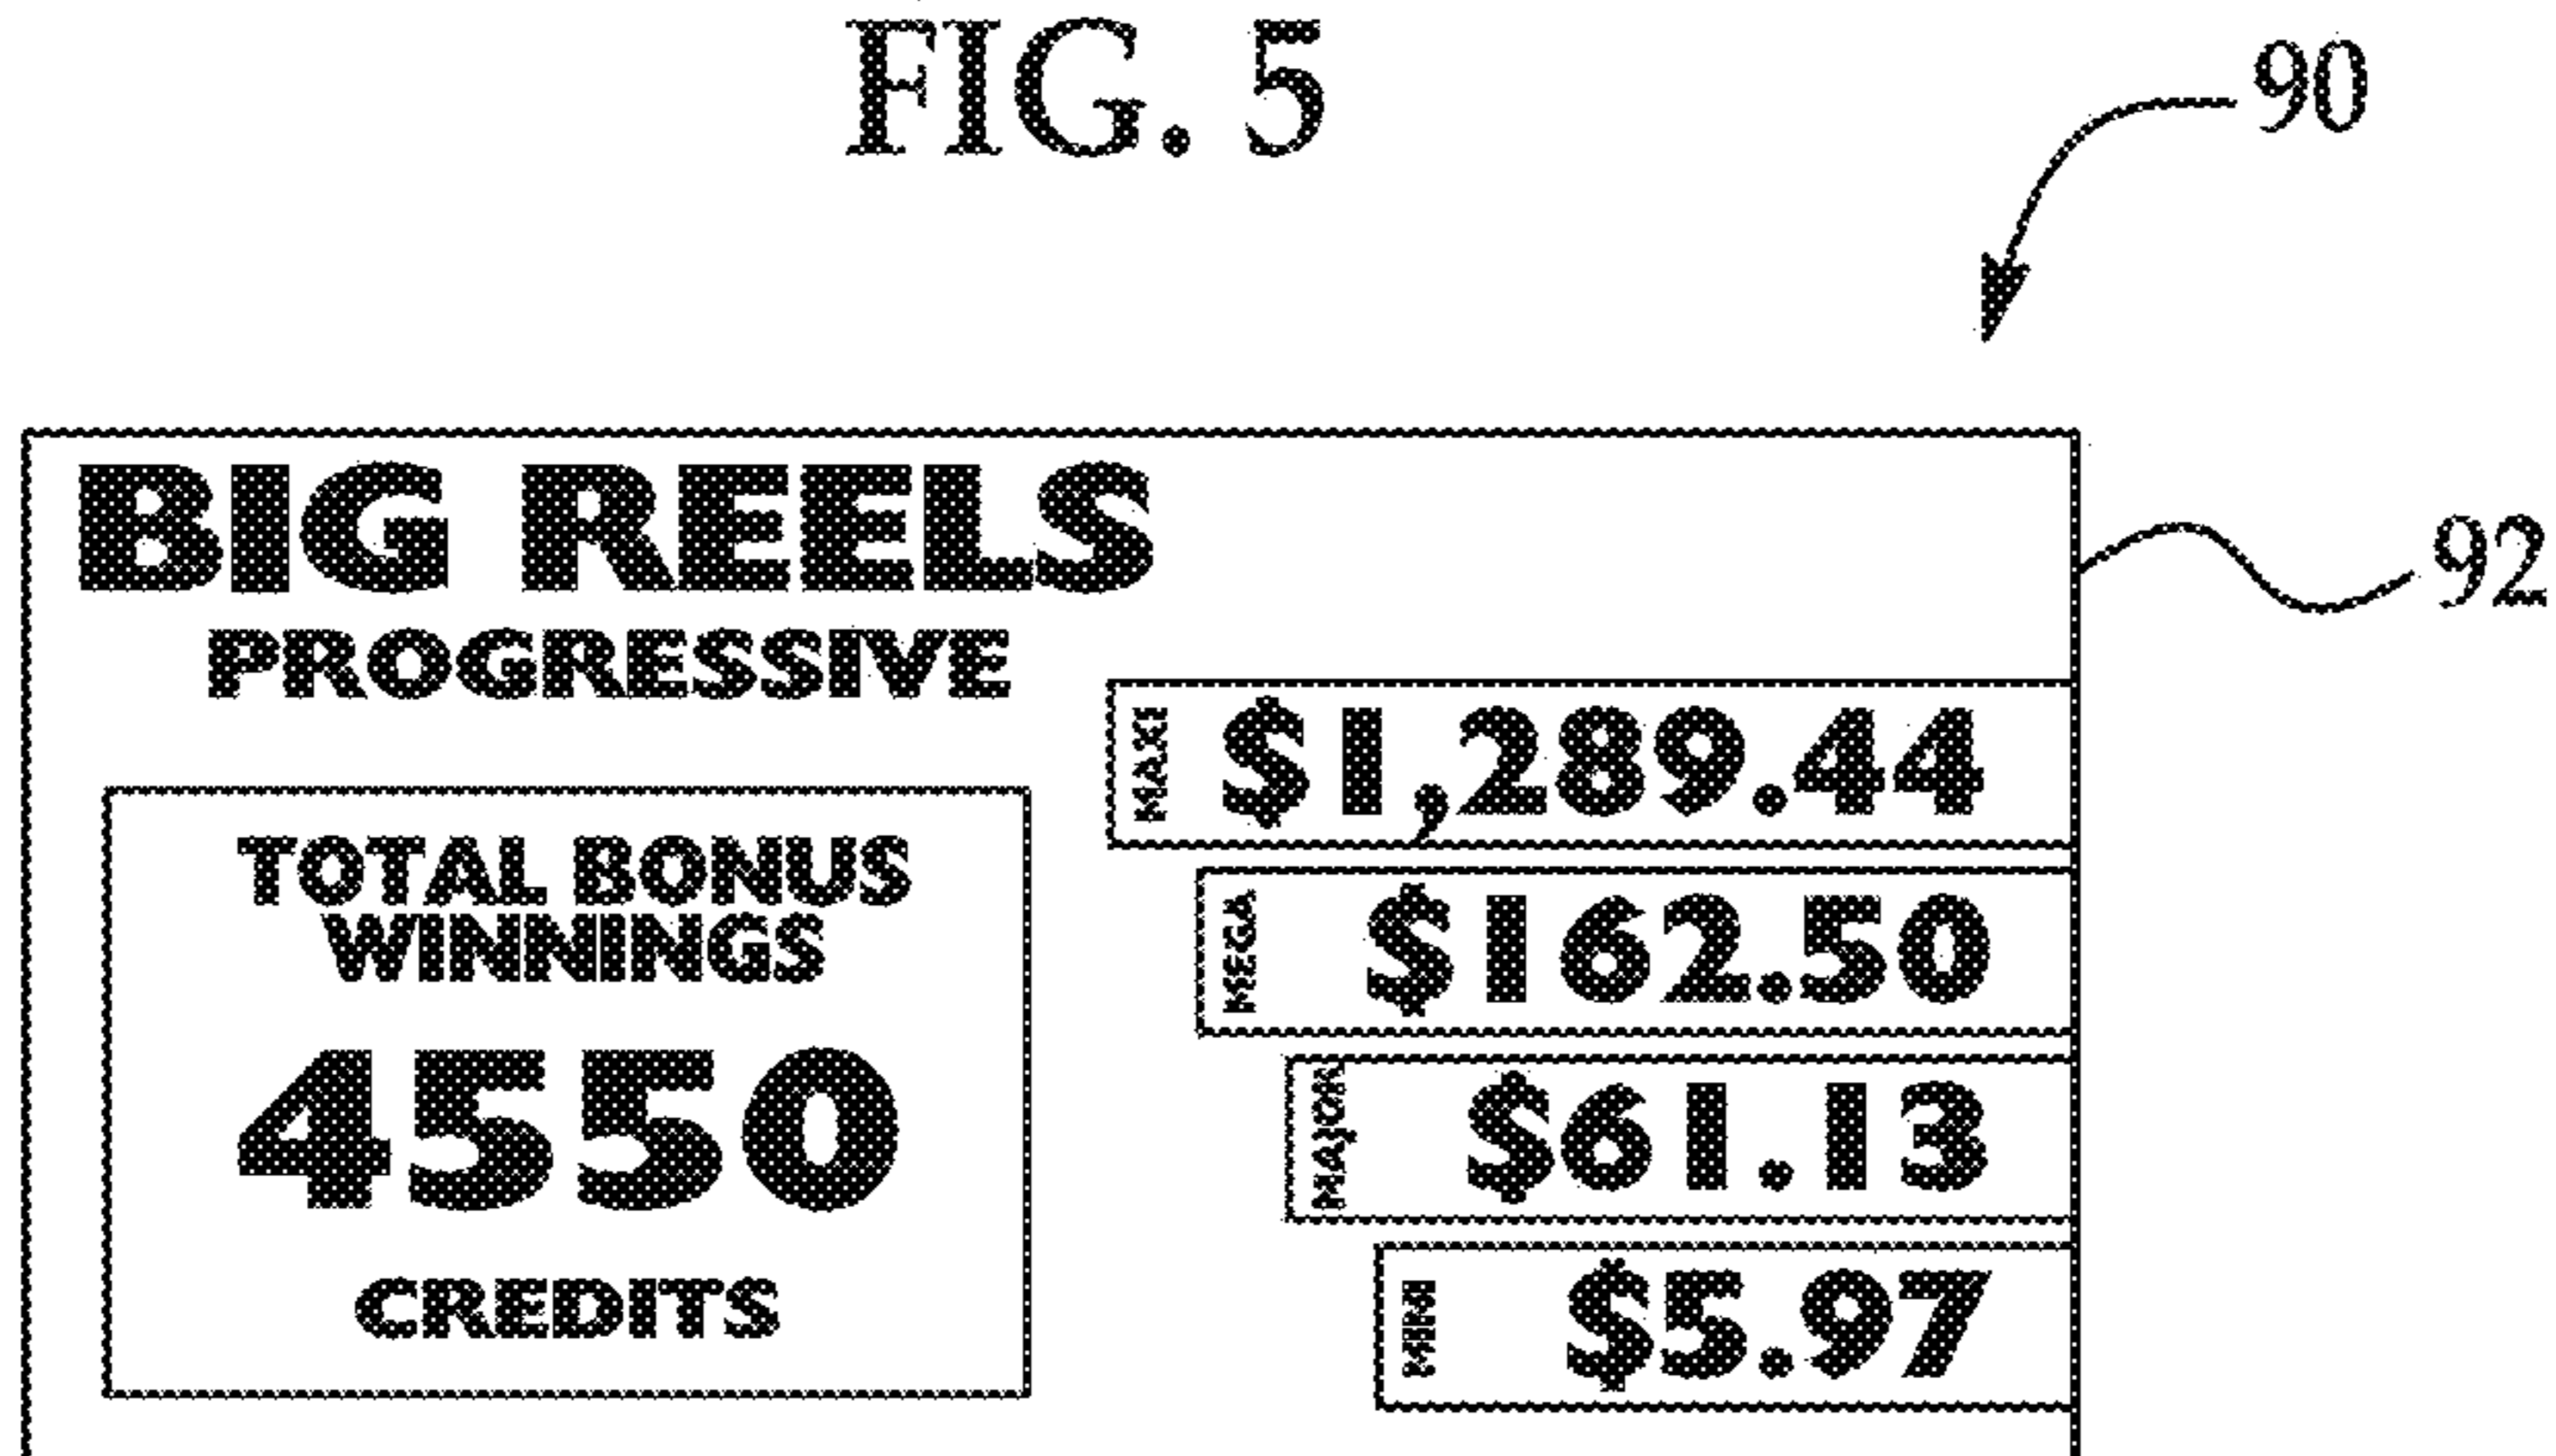 FIG. 5
90
BIG REELS
92
PROGRESSIVE
MAXI $1,289.44
MEGA $162.50
MAJOR $61.13
MINI $5.97
TOTAL BONUS
WINNINGS
4550
CREDITS